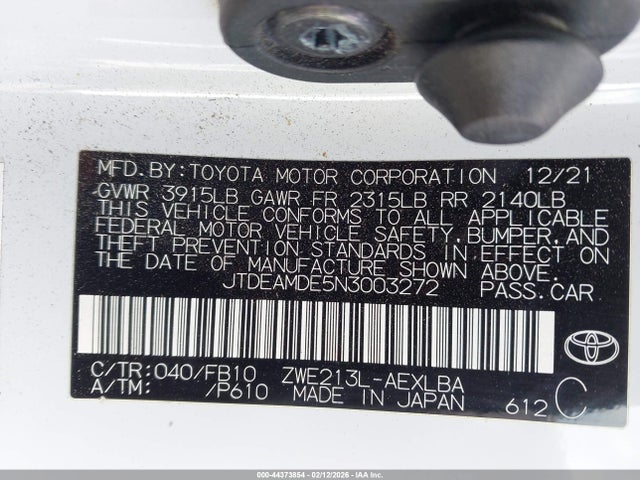 MFD.BY:TOYOTA MOTOR CORPORATION 12/21
GVWR 3915LB GAWR FR 2315LB RR 2140LB
THIS VEHICLE CONFORMS TO ALL APPLICABLE
FEDERAL MOTOR VEHICLE SAFETY, BUMPER, AND
THEFT PREVENTION STANDARDS IN EFFECT ON
THE DATE OF MANUFACTURE SHOWN ABOVE.
JTDEAMDE5N3003272 PASS.CAR
C/TR:040/FB10 ZWE213L-AEXLBA
A/TM: /P610 MADE IN JAPAN 612 C
TOYOTA
000-44373854 - 02/12/2026 - IAAI Inc.